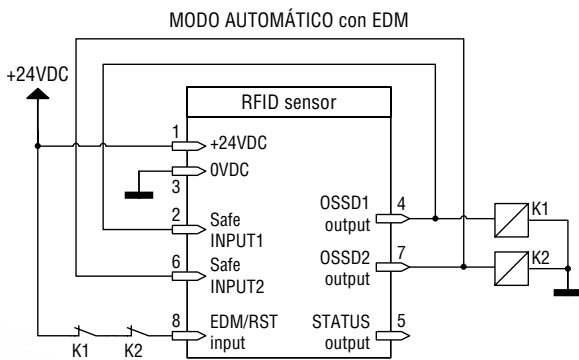 MODO AUTOMÁTICO con EDM
+24VDC
RFID sensor
1
+24VDC
0VDC
3
2
Safe
INPUT1
6
Safe
INPUT2
8
EDM/RST
input
OSSD1
output
4
OSSD2
output
7
STATUS
output
5
K1
K2
K1
K2